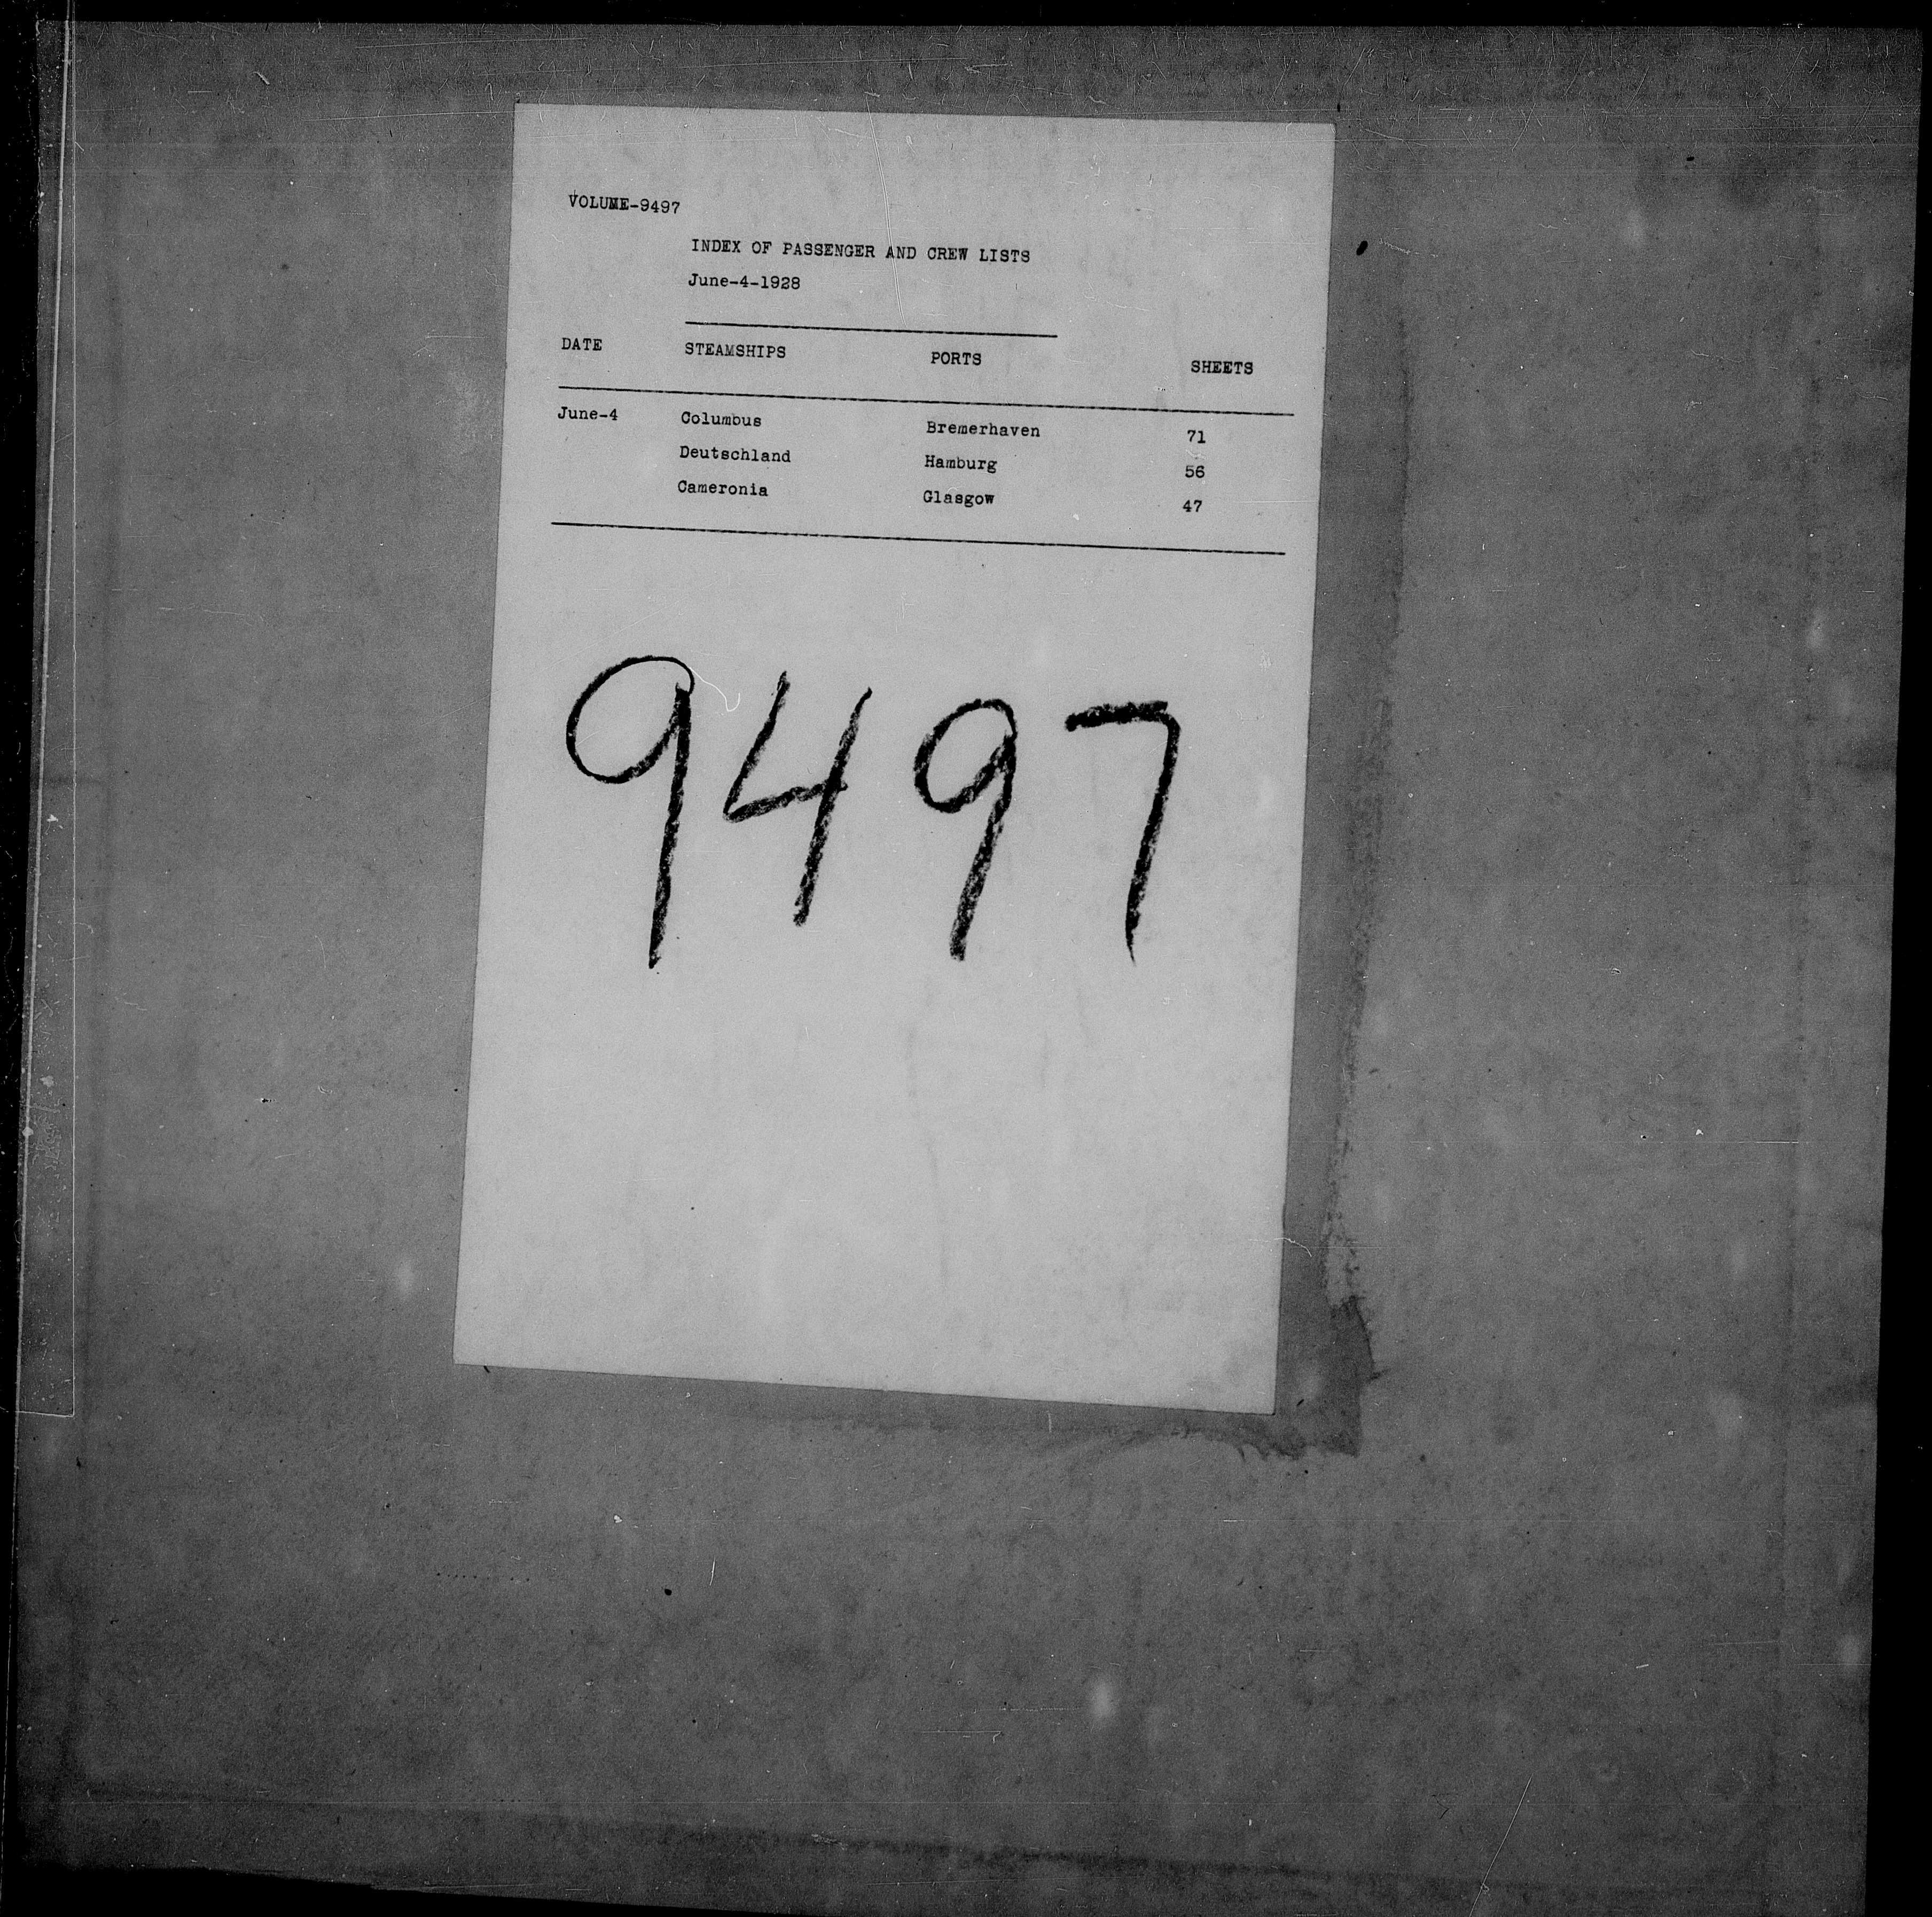 VOLUME-9497
INDEX OF PASSENGER AND CREW LISTS
June-4-1928
DATE STEAMSHIPS PORTS SHEETS
June-4 Columbus Bremerhaven 71
Deutschland Hamburg 56
Cameronia Glasgow 47
9497